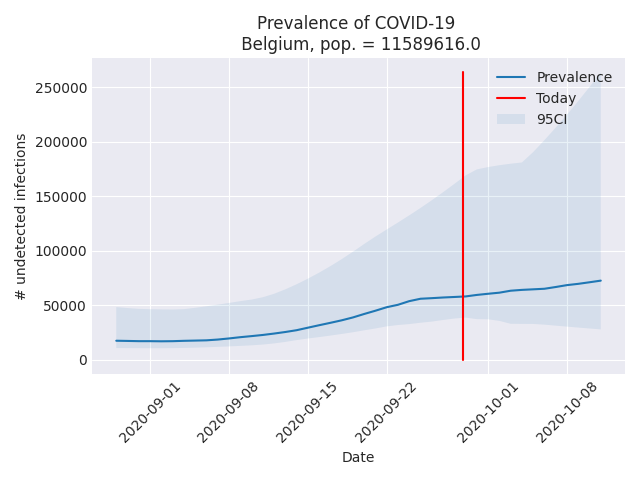 Prevalence of COVID-19
Belgium, pop. = 11589616.0
Prevalence
Today
95CI
250000
200000
150000
100000
50000
0
# undetected infections
2020-09-01
2020-09-08
2020-09-15
2020-09-22
2020-10-01
2020-10-08
Date